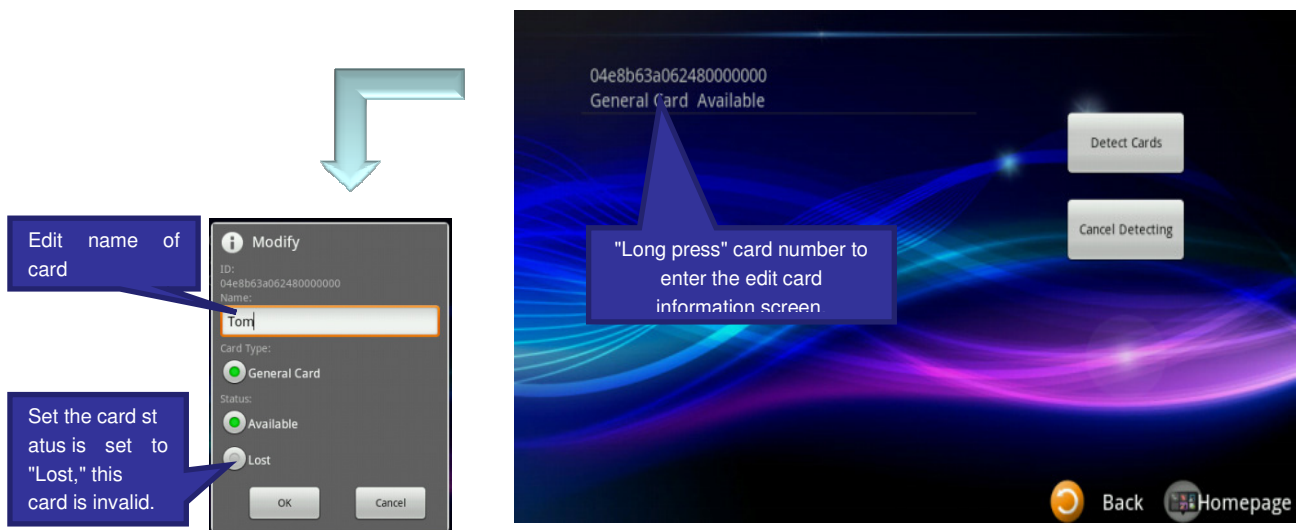 04e8b63a062480000000
General Card Available
Detect Cards
Cancel Detecting
"Long press" card number to
enter the edit card
information screen.
Back
Homepage
Edit name of
card
Modify
ID:
04e8b63a062480000000
Name:
Tom
Card Type:
General Card
Status:
Available
Lost
OK
Cancel
Set the card st
atus is set to
"Lost," this
card is invalid.